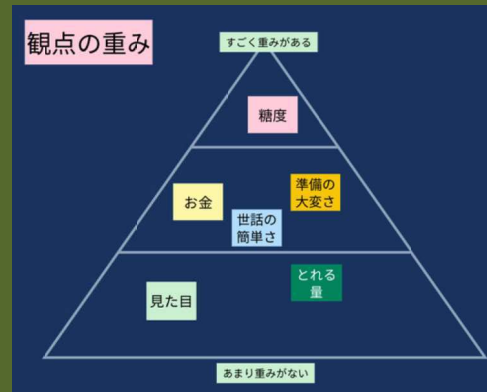 観点の重み
すごく重みがある
糖度
お金
準備の
大変さ
世話の
簡単さ
見た目
とれる
量
あまり重みがない